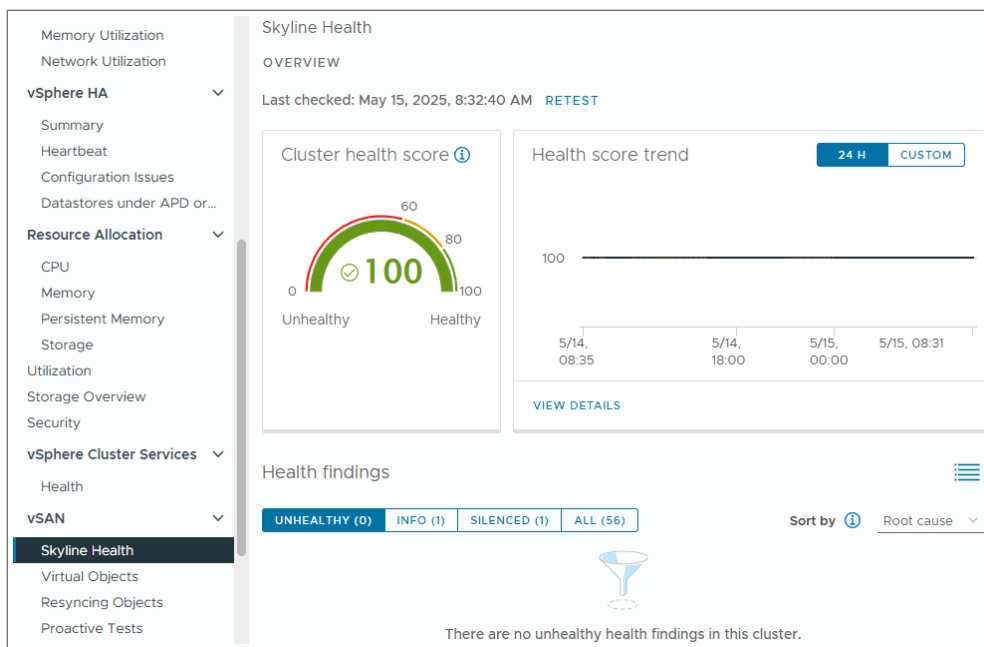 Memory Utilization
Network Utilization
vSphere HA
Summary
Heartbeat
Configuration Issues
Datastores under APD or...
Resource Allocation
CPU
Memory
Persistent Memory
Storage
Utilization
Storage Overview
Security
vSphere Cluster Services
Health
vSAN
Skyline Health
Virtual Objects
Resyncing Objects
Proactive Tests
Skyline Health
OVERVIEW
Last checked: May 15, 2025, 8:32:40 AM RETEST
Cluster health score
60
80
100
0
100
Unhealthy Healthy
Health score trend
24 H CUSTOM
100
5/14, 08:35
5/14, 18:00
5/15, 00:00
5/15, 08:31
VIEW DETAILS
Health findings
UNHEALTHY (0) INFO (1) SILENCED (1) ALL (56)
Sort by Root cause
There are no unhealthy health findings in this cluster.